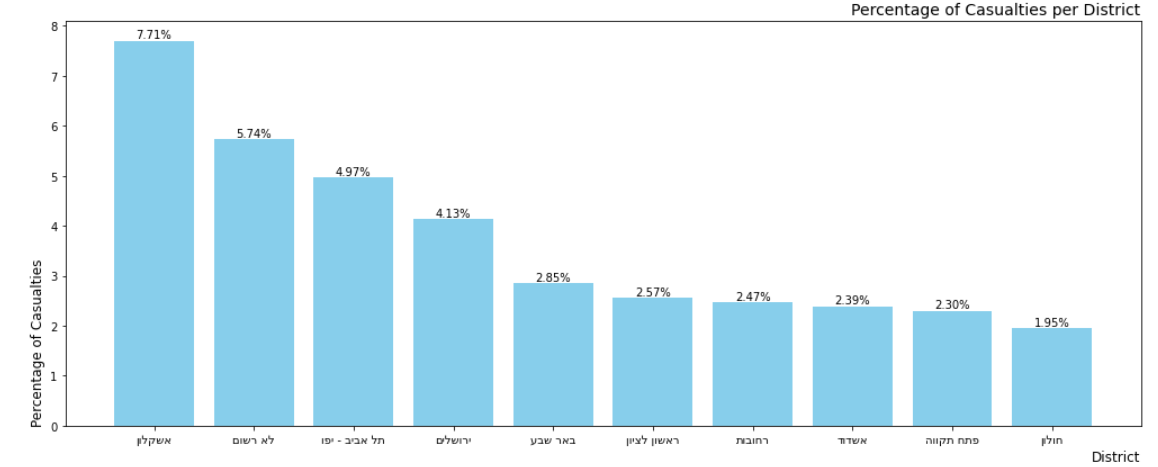 Percentage of Casualties per District
Percentage of Casualties
8
7
6
5
4
3
2
1
0
7.71%
5.74%
4.97%
4.13%
2.85%
2.57%
2.47%
2.39%
2.30%
1.95%
אשקלון
לא רשום
תל אביב - יפו
ירושלים
באר שבע
ראשון לציון
רחובות
אשדוד
פתח תקווה
חולון
District